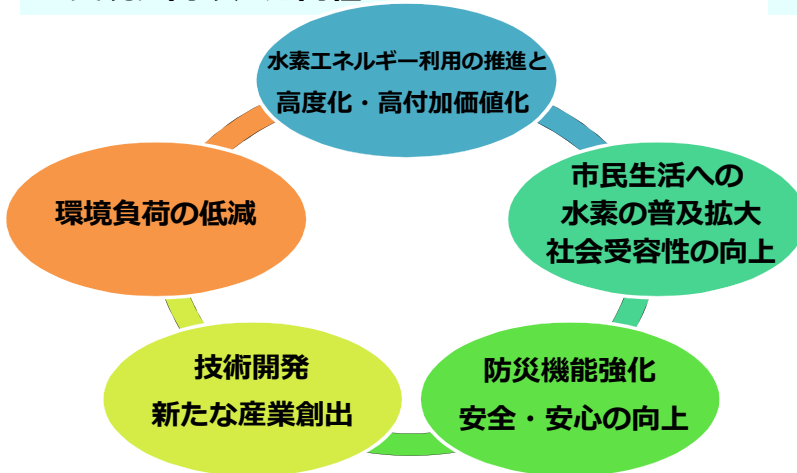 水素エネルギー利用の推進と
高度化・高付加価値化
環境負荷の低減
市民生活への
水素の普及拡大
社会受容性の向上
技術開発
新たな産業創出
防災機能強化
安全・安心の向上